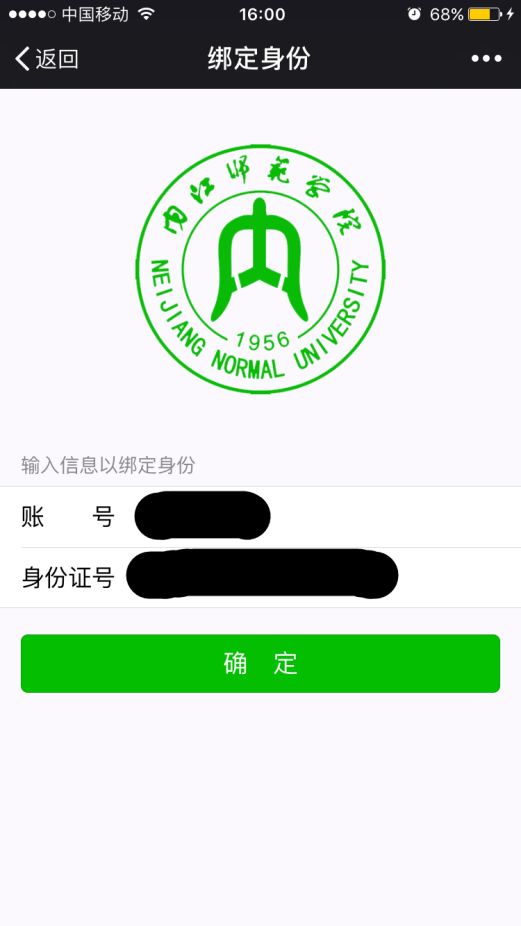 中国移动 16:00 68%
返回 绑定身份
内江师范学院
1956
NEIJIANG NORMAL UNIVERSITY
输入信息以绑定身份
账 号
身份证号
确 定